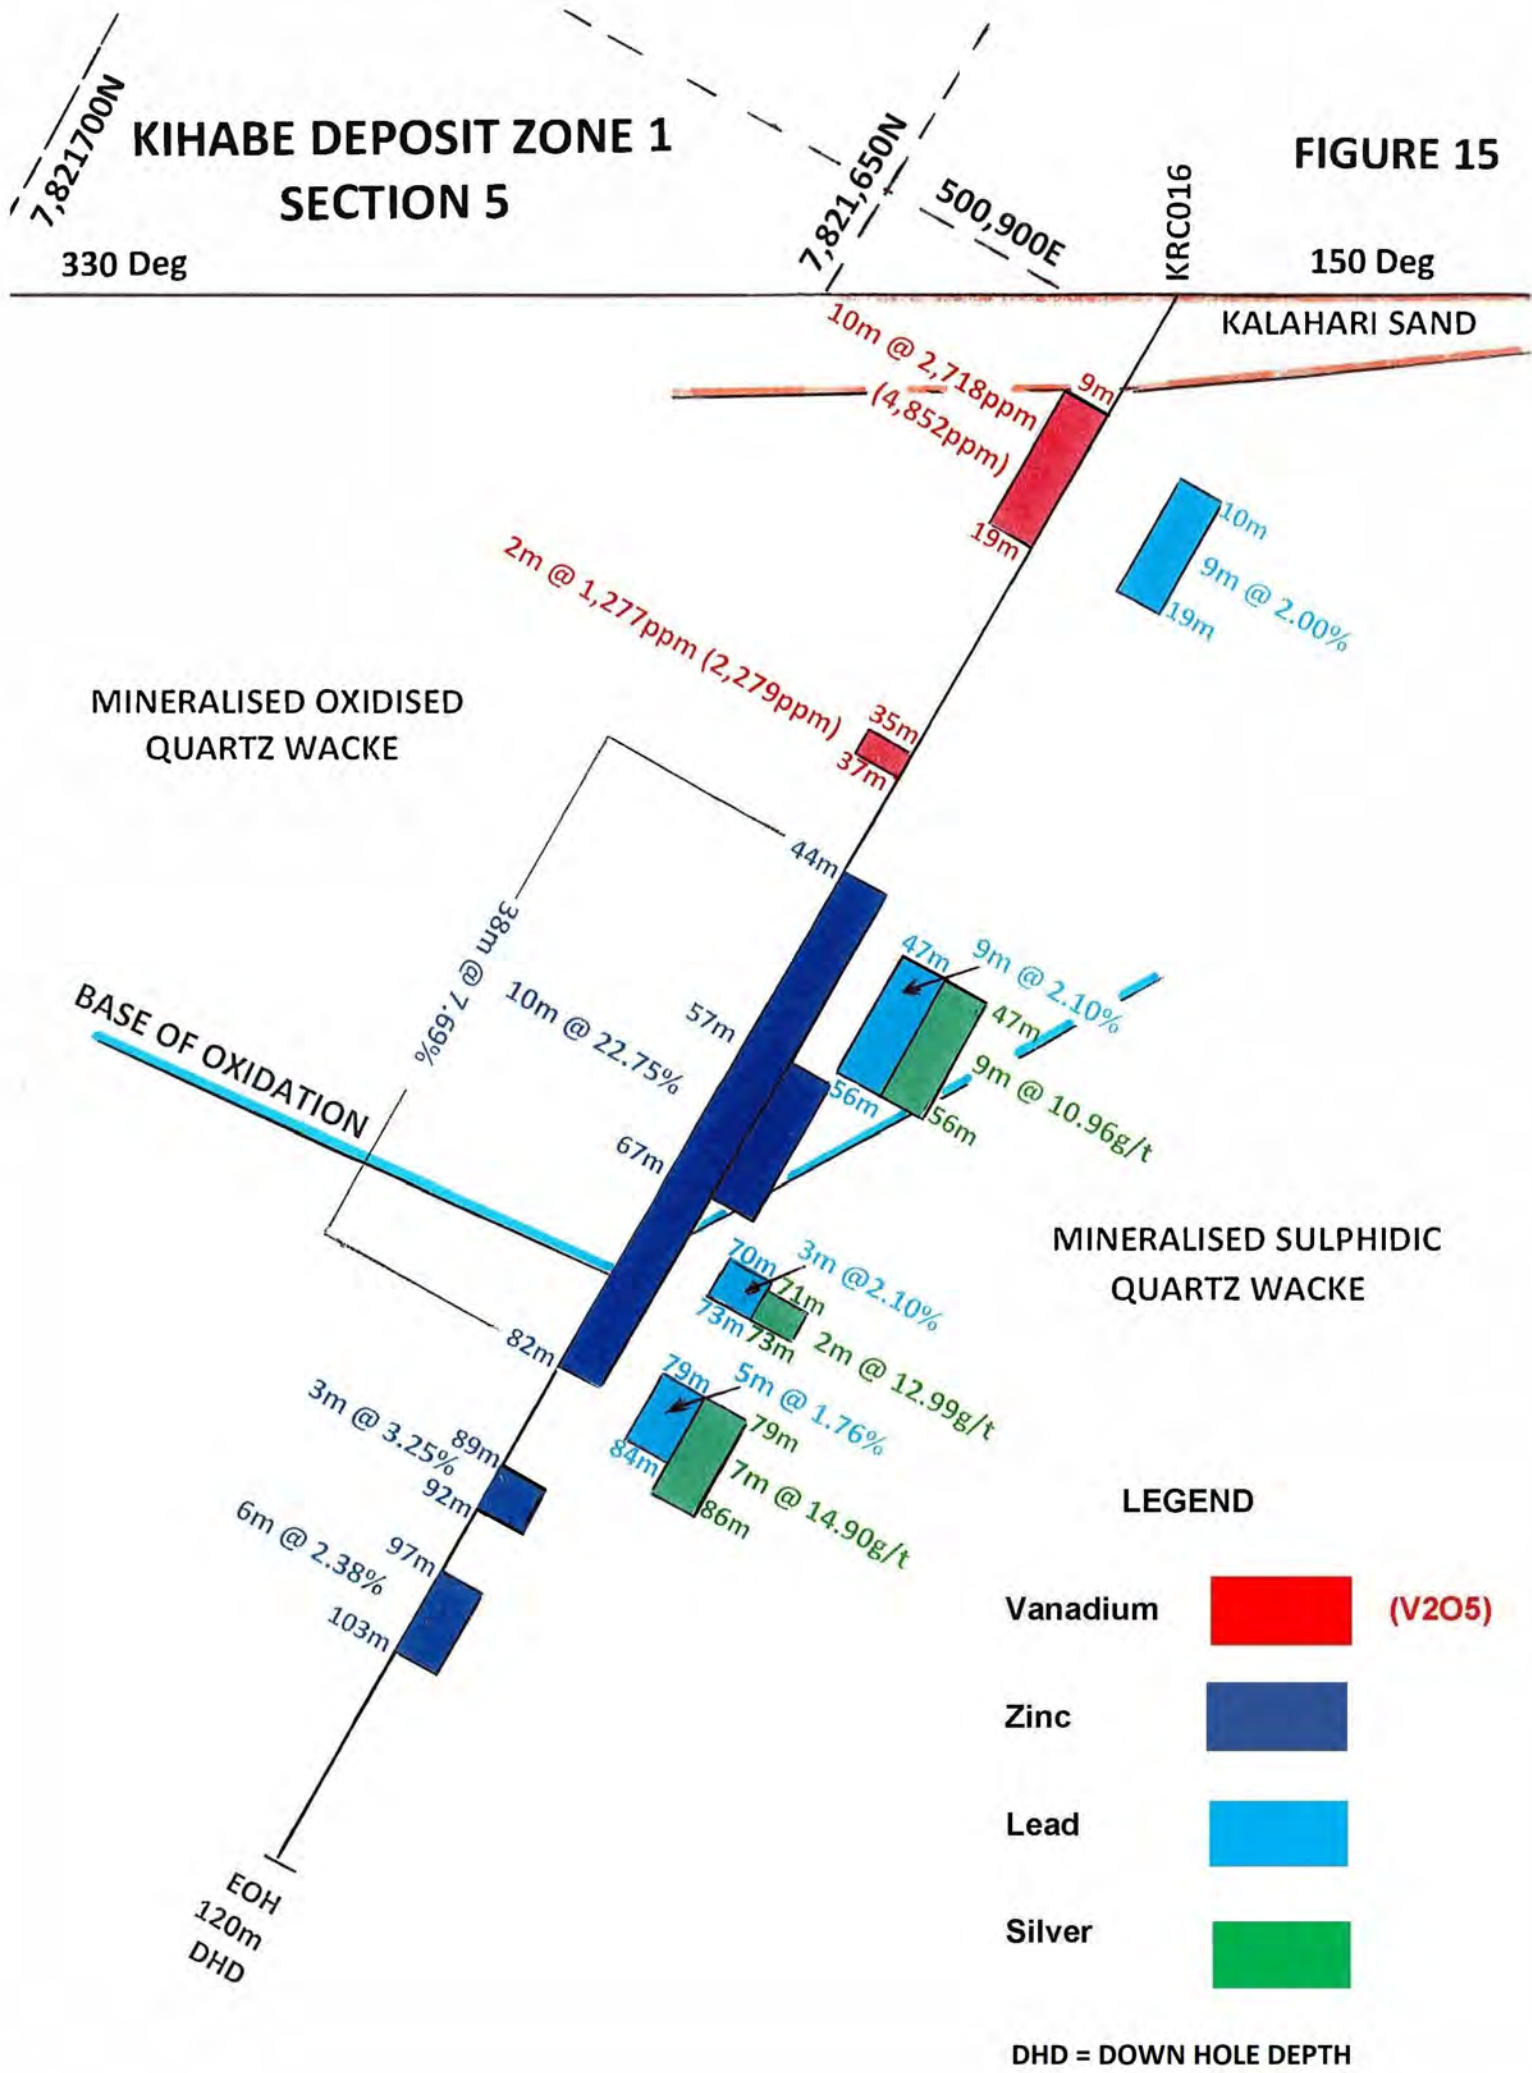 7,821700N
KIHABE DEPOSIT ZONE 1
SECTION 5
7,821,650N
500,900E
KRC016
FIGURE 15
330 Deg
150 Deg
KALAHARI SAND
10m @ 2,718ppm
(4,852ppm)
9m
19m
10m
9m @ 2.00%
19m
2m @ 1,277ppm (2,279ppm)
35m
37m
MINERALISED OXIDISED
QUARTZ WACKE
44m
38m @ 7.69%
10m @ 22.75%
57m
67m
47m
9m @ 2.10%
47m
9m @ 10.96g/t
56m
56m
BASE OF OXIDATION
MINERALISED SULPHIDIC
QUARTZ WACKE
70m
3m @2.10%
71m
73m
73m
2m @ 12.99g/t
82m
79m
5m @ 1.76%
79m
84m
7m @ 14.90g/t
86m
3m @ 3.25%
89m
92m
6m @ 2.38%
97m
103m
EOH
120m
DHD
LEGEND
Vanadium
(V2O5)
Zinc
Lead
Silver
DHD = DOWN HOLE DEPTH